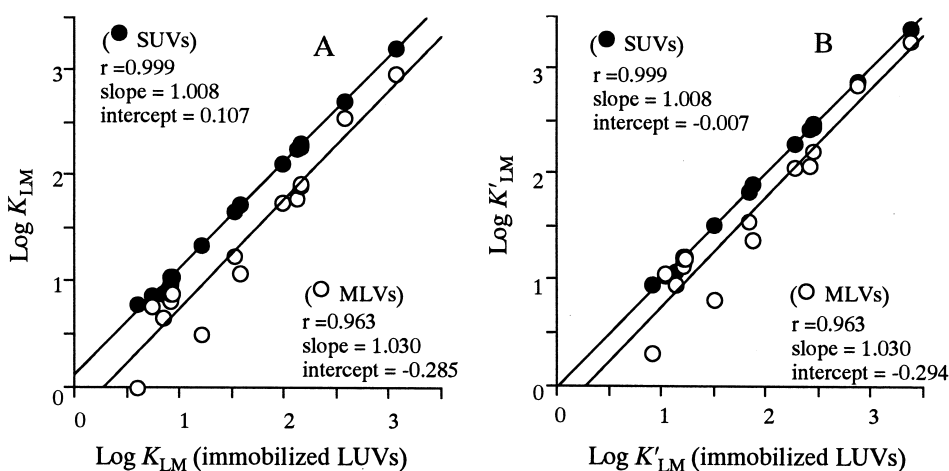 A
(● SUVs)
r =0.999
slope = 1.008
intercept = 0.107
(○ MLVs)
r =0.963
slope = 1.030
intercept = -0.285
Log K_LM
3
2
1
0
0 1 2 3
Log K_LM (immobilized LUVs)
B
(● SUVs)
r =0.999
slope = 1.008
intercept = -0.007
(○ MLVs)
r =0.963
slope = 1.030
intercept = -0.294
Log K'_LM
3
2
1
0
0 1 2 3
Log K'_LM (immobilized LUVs)